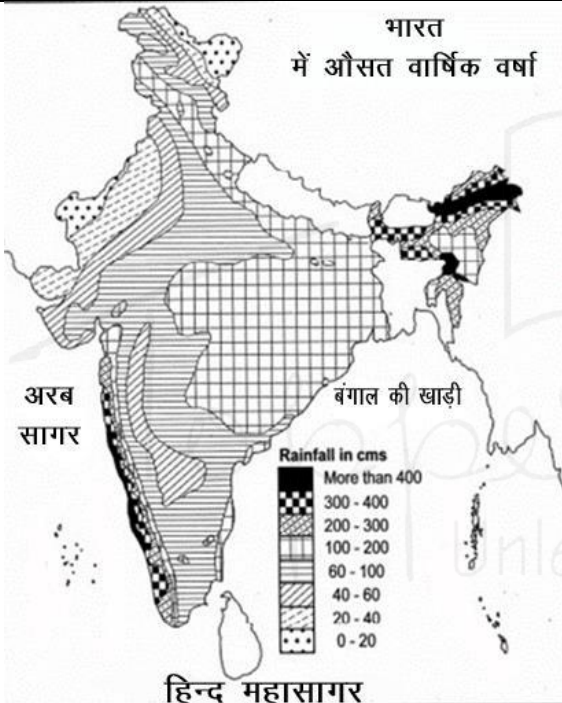 भारत
में औसत वार्षिक वर्षा
अरब
सागर
बंगाल की खाड़ी
Rainfall in cms
More than 400
300 - 400
200 - 300
100 - 200
60 - 100
40 - 60
20 - 40
0 - 20
हिन्द महासागर